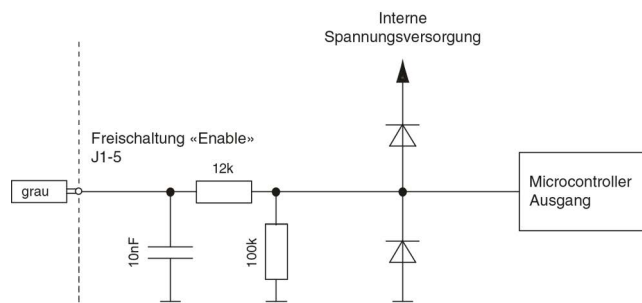 Interne
Spannungsversorgung
Freischaltung «Enable»
J1-5
12k
grau
Microcontroller
Ausgang
10nF
100k